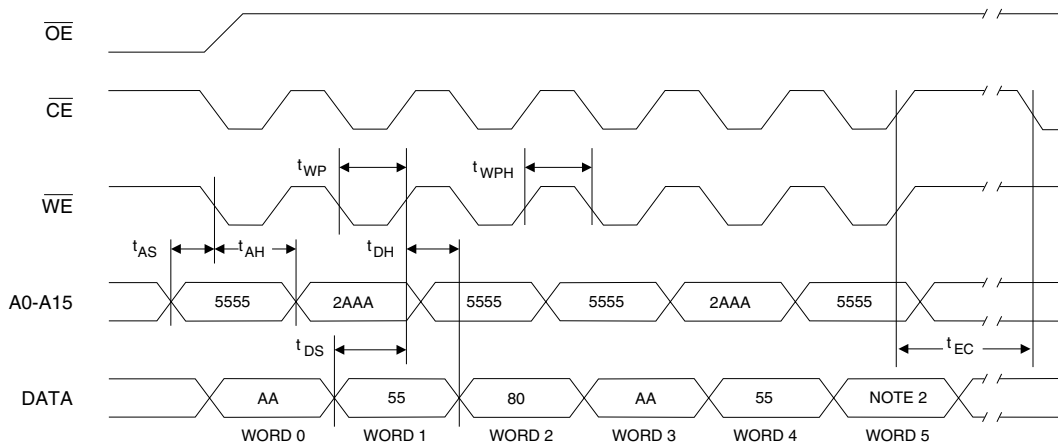 OE
CE
tWP
tWPH
WE
tAS
tAH
tDH
A0-A15
5555
2AAA
5555
5555
2AAA
5555
tDS
tEC
DATA
AA
55
80
AA
55
NOTE 2
WORD 0
WORD 1
WORD 2
WORD 3
WORD 4
WORD 5